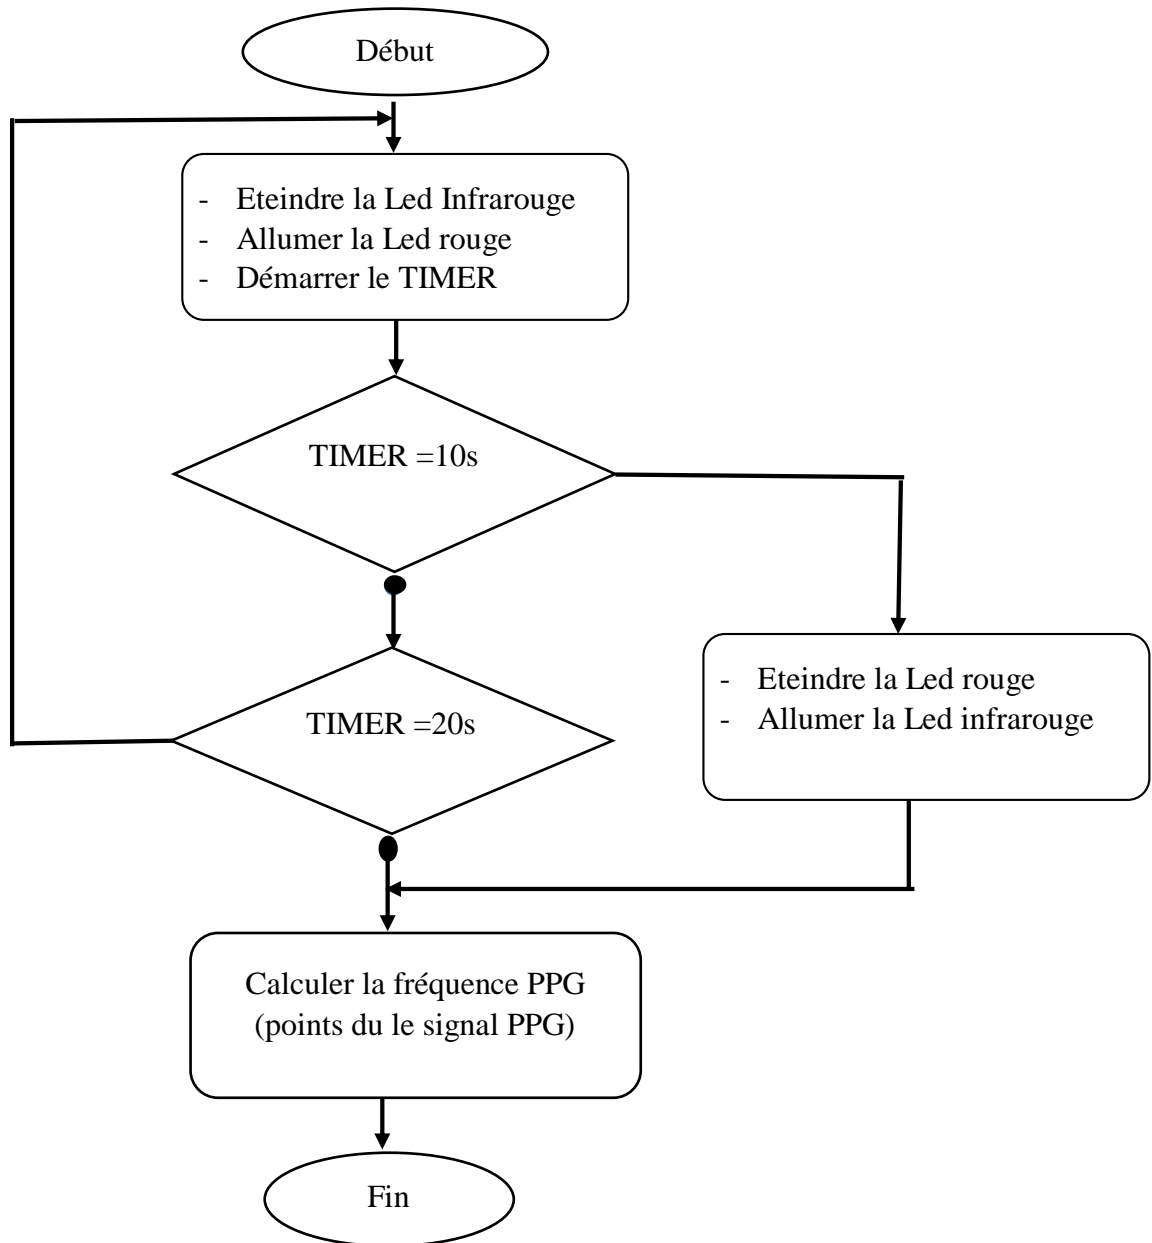 Début
- Eteindre la Led Infrarouge
- Allumer la Led rouge
- Démarrer le TIMER
TIMER =10s
- Eteindre la Led rouge
- Allumer la Led infrarouge
TIMER =20s
Calculer la fréquence PPG
(points du le signal PPG)
Fin